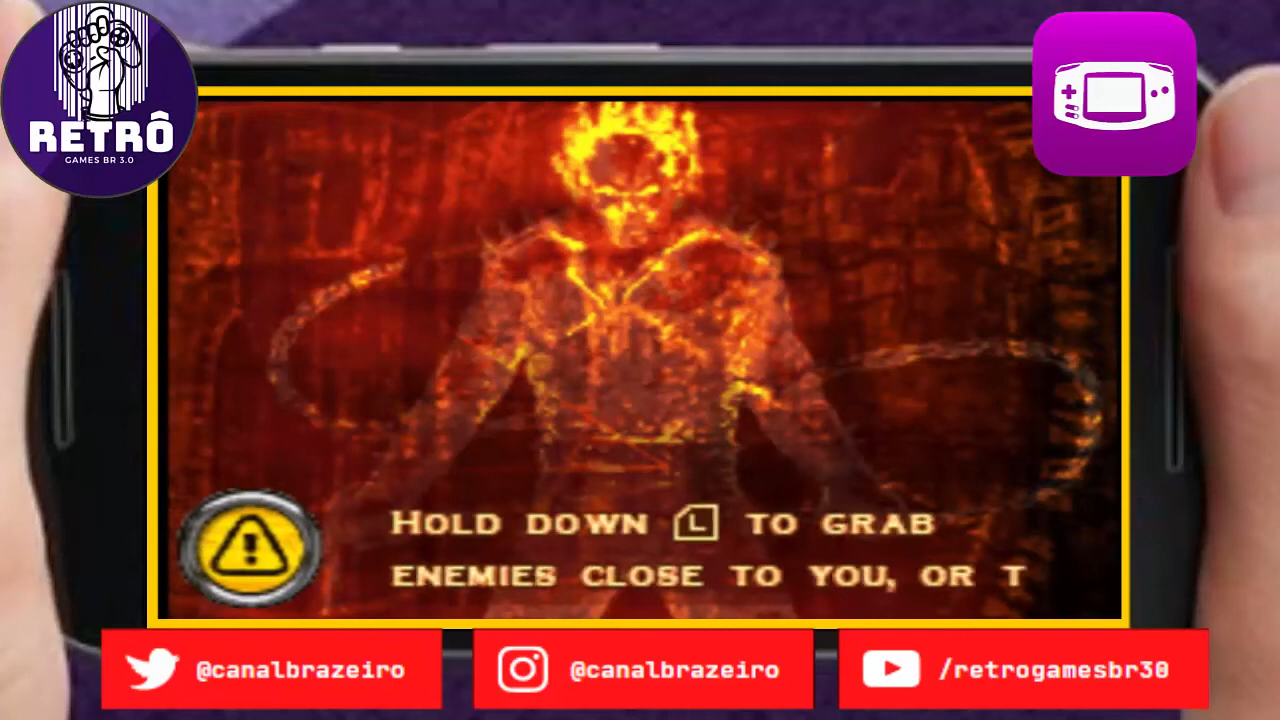 RETRÔ
GAMES BR 3.0
HOLD DOWN L TO GRAB
ENEMIES CLOSE TO YOU, OR T
@canalbrazeiro
@canalbrazeiro
/retrogamesbr30